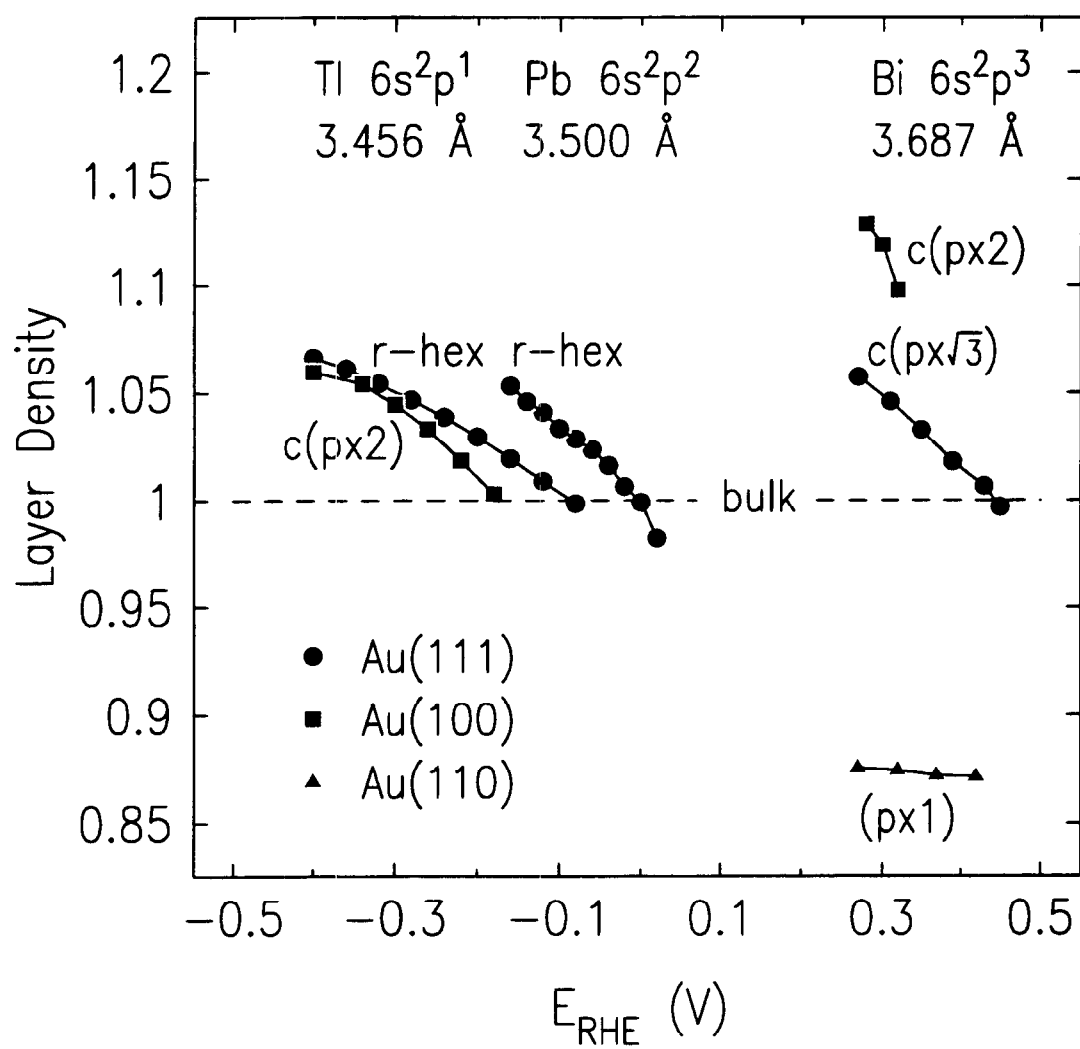 Tl 6s²p¹ Pb 6s²p² Bi 6s²p³
3.456 Å 3.500 Å 3.687 Å
1.2
1.15
1.1
1.05
1
0.95
0.9
0.85
Layer Density
c(px2)
c(px√3)
r-hex r-hex
c(px2)
bulk
Au(111)
Au(100)
Au(110)
(px1)
−0.5 −0.3 −0.1 0.1 0.3 0.5
E_RHE (V)